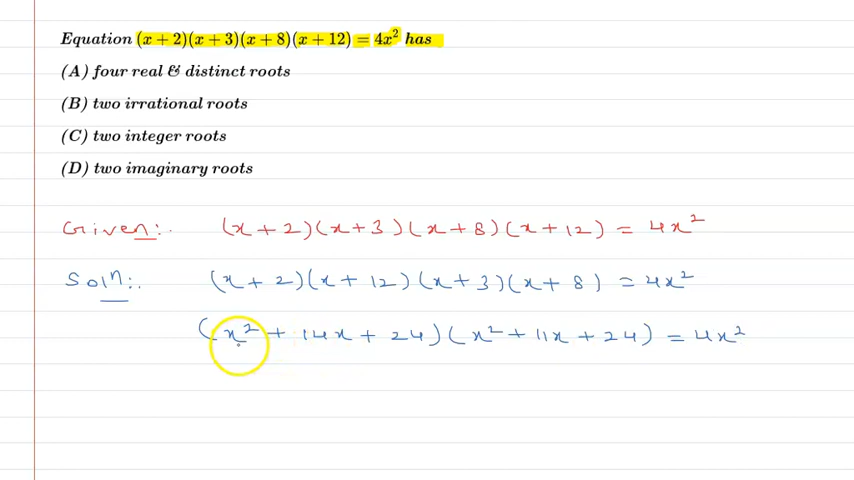 Equation (x + 2)(x + 3)(x + 8)(x + 12) = 4x² has
(A) four real & distinct roots
(B) two irrational roots
(C) two integer roots
(D) two imaginary roots
Given:. (x + 2)(x + 3)(x + 8)(x + 12) = 4x²
Soln:. (x + 2)(x + 12)(x + 3)(x + 8) = 4x²
(x² + 14x + 24)(x² + 11x + 24) = 4x²